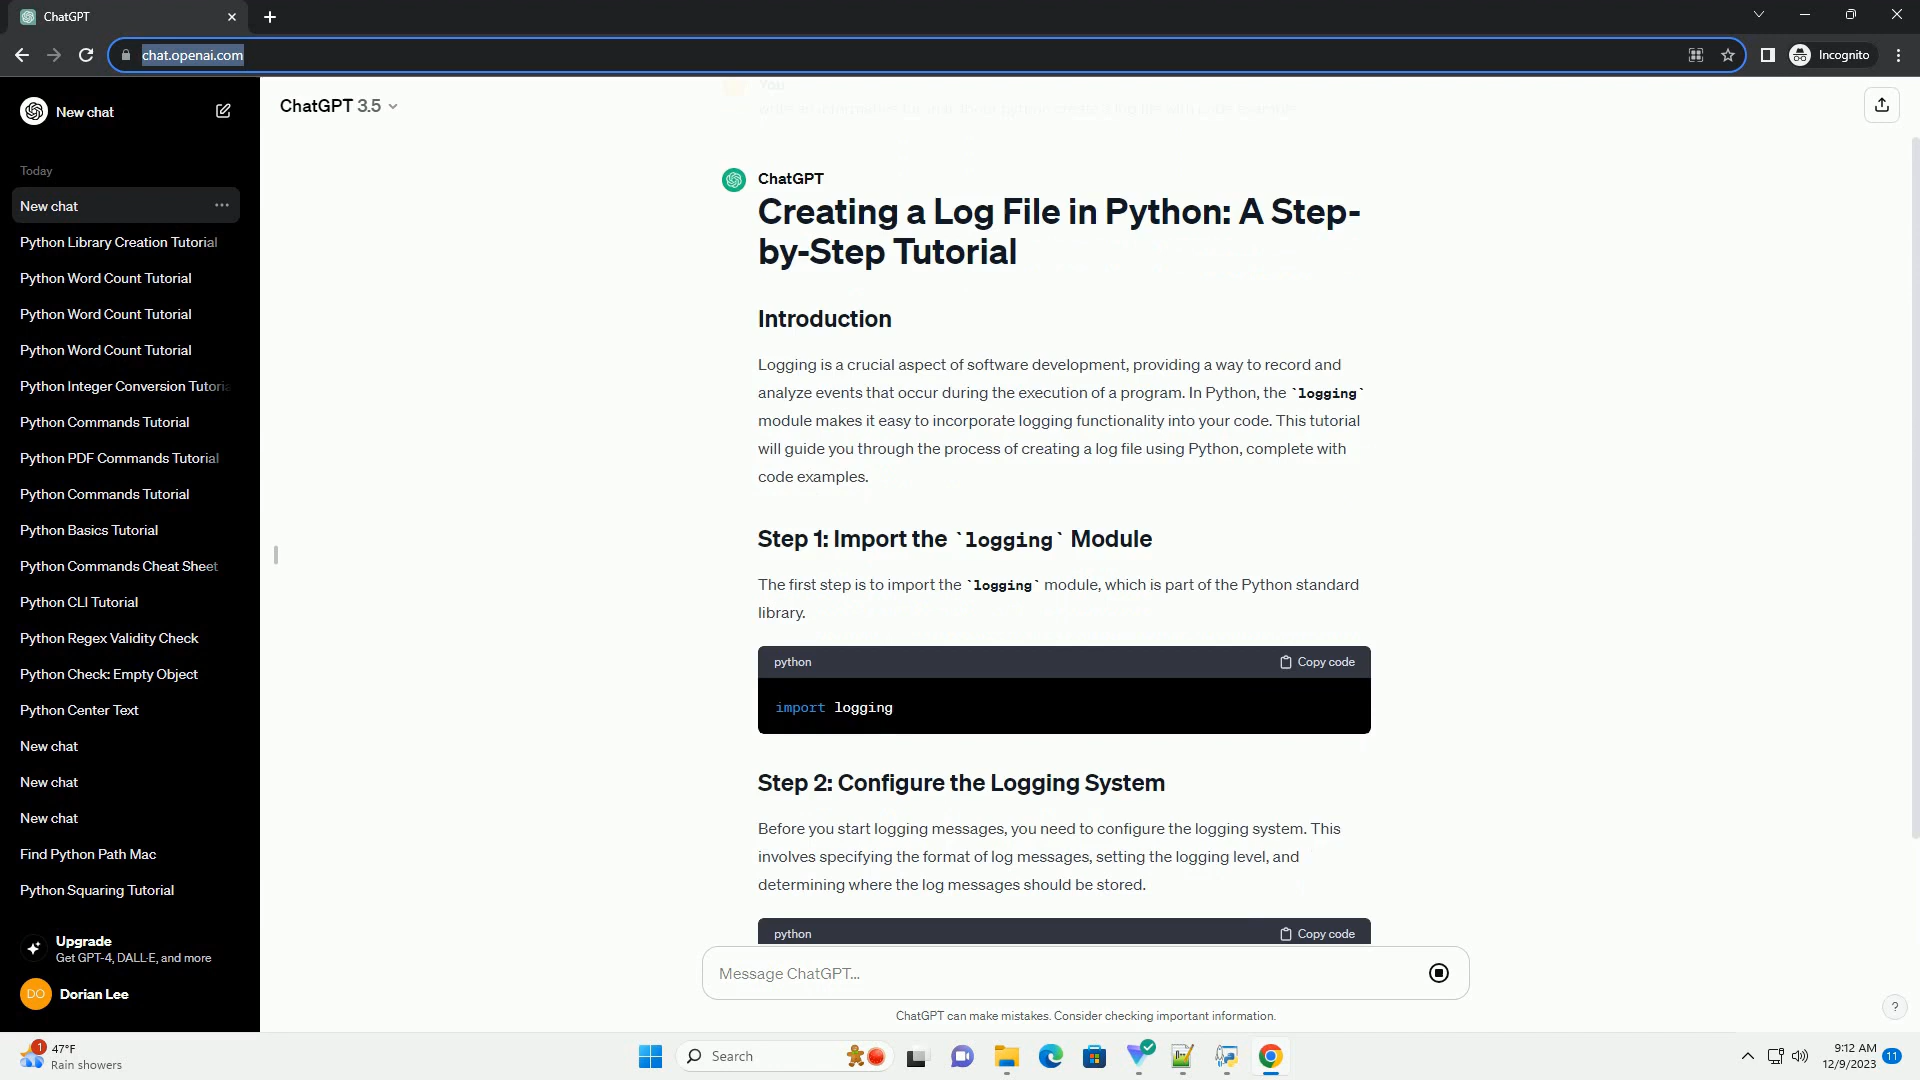 ChatGPT
chat.openai.com
Incognito
New chat
Today
New chat
Python Library Creation Tutorial
Python Word Count Tutorial
Python Word Count Tutorial
Python Word Count Tutorial
Python Integer Conversion Tutoria
Python Commands Tutorial
Python PDF Commands Tutorial
Python Commands Tutorial
Python Basics Tutorial
Python Commands Cheat Sheet
Python CLI Tutorial
Python Regex Validity Check
Python Check: Empty Object
Python Center Text
New chat
New chat
New chat
Find Python Path Mac
Python Squaring Tutorial
Upgrade
Get GPT-4, DALL·E, and more
DO Dorian Lee
ChatGPT 3.5
You
ChatGPT
Creating a Log File in Python: A Step-
by-Step Tutorial
Introduction
Logging is a crucial aspect of software development, providing a way to record and
analyze events that occur during the execution of a program. In Python, the `logging`
module makes it easy to incorporate logging functionality into your code. This tutorial
will guide you through the process of creating a log file using Python, complete with
code examples.
Step 1: Import the `logging` Module
The first step is to import the `logging` module, which is part of the Python standard
library.
python Copy code
import logging
Step 2: Configure the Logging System
Before you start logging messages, you need to configure the logging system. This
involves specifying the format of log messages, setting the logging level, and
determining where the log messages should be stored.
python Copy code
Message ChatGPT...
ChatGPT can make mistakes. Consider checking important information.
?
1
47°F
Rain showers
Search
9:12 AM
12/9/2023
11